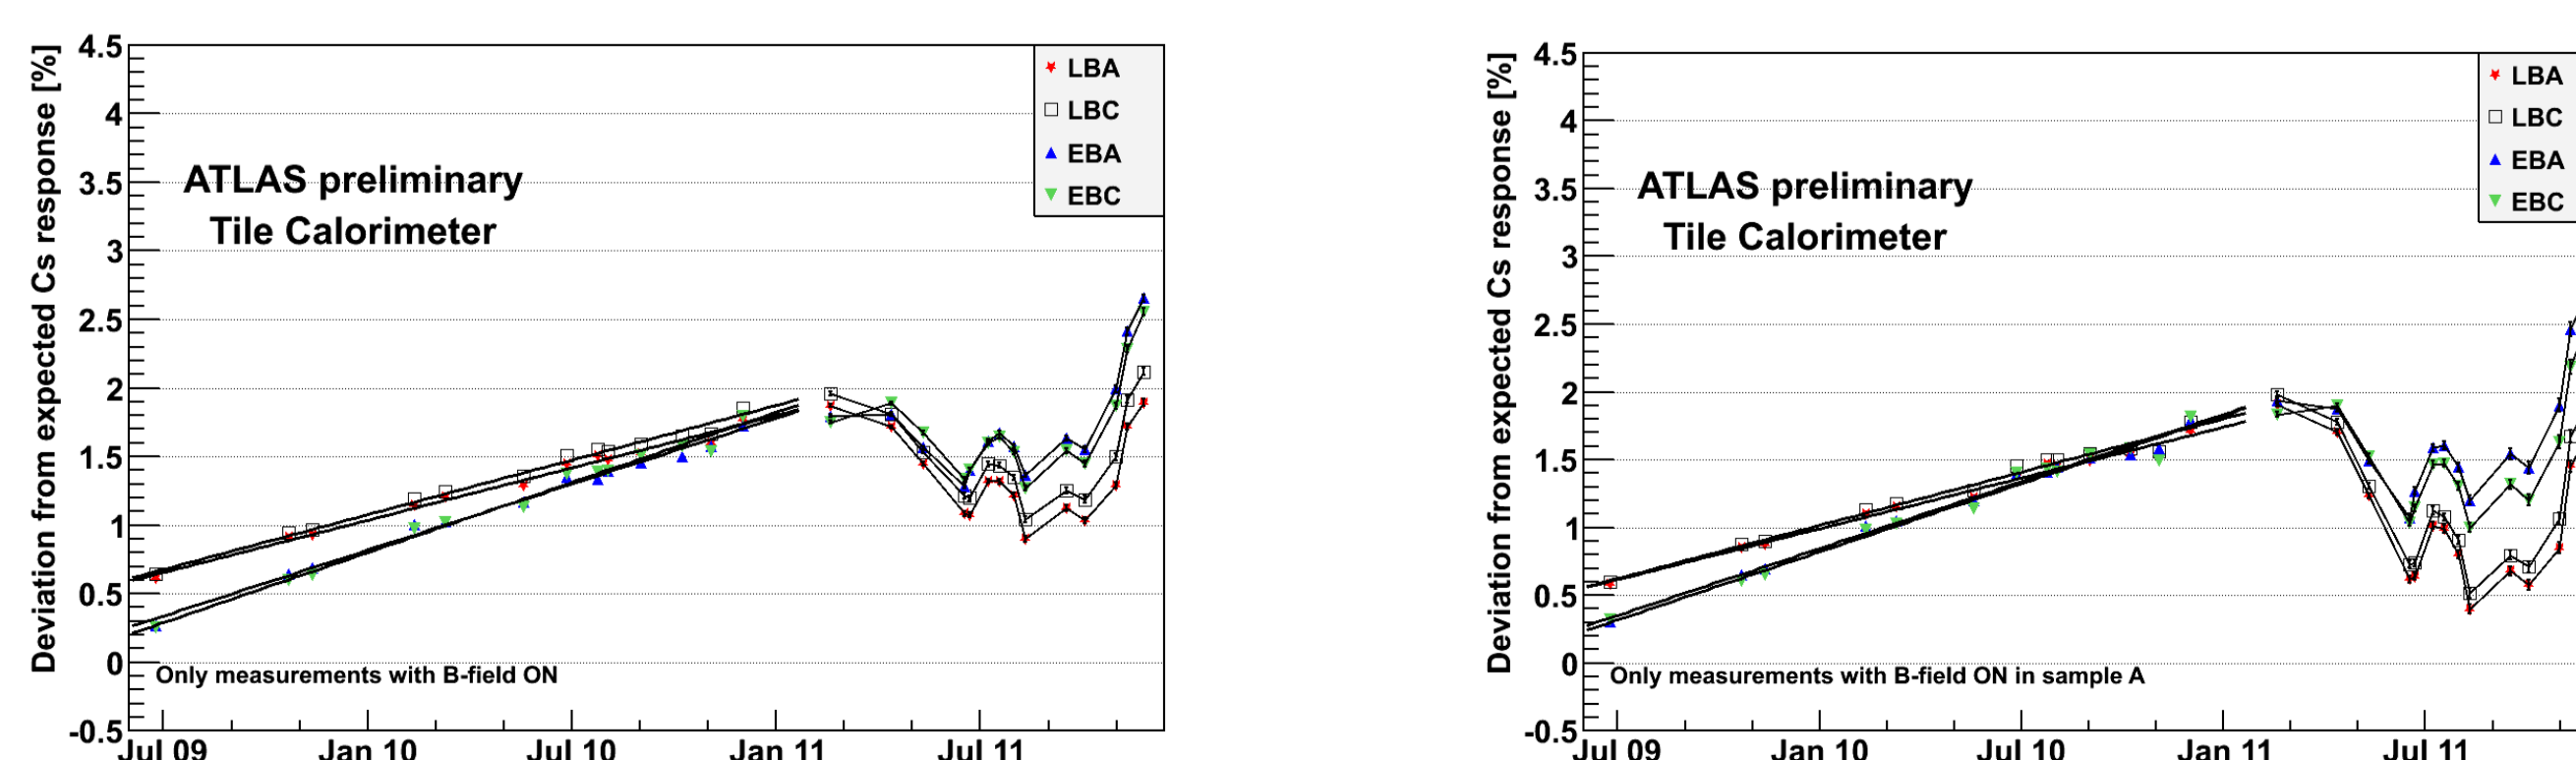 Deviation from expected Cs response [%]
4.5
4
3.5
3
2.5
2
1.5
1
0.5
0
-0.5
ATLAS preliminary
Tile Calorimeter
LBA
LBC
EBA
EBC
Only measurements with B-field ON
Jul 09 Jan 10 Jul 10 Jan 11 Jul 11
Deviation from expected Cs response [%]
4.5
4
3.5
3
2.5
2
1.5
1
0.5
0
-0.5
ATLAS preliminary
Tile Calorimeter
LBA
LBC
EBA
EBC
Only measurements with B-field ON in sample A
Jul 09 Jan 10 Jul 10 Jan 11 Jul 11